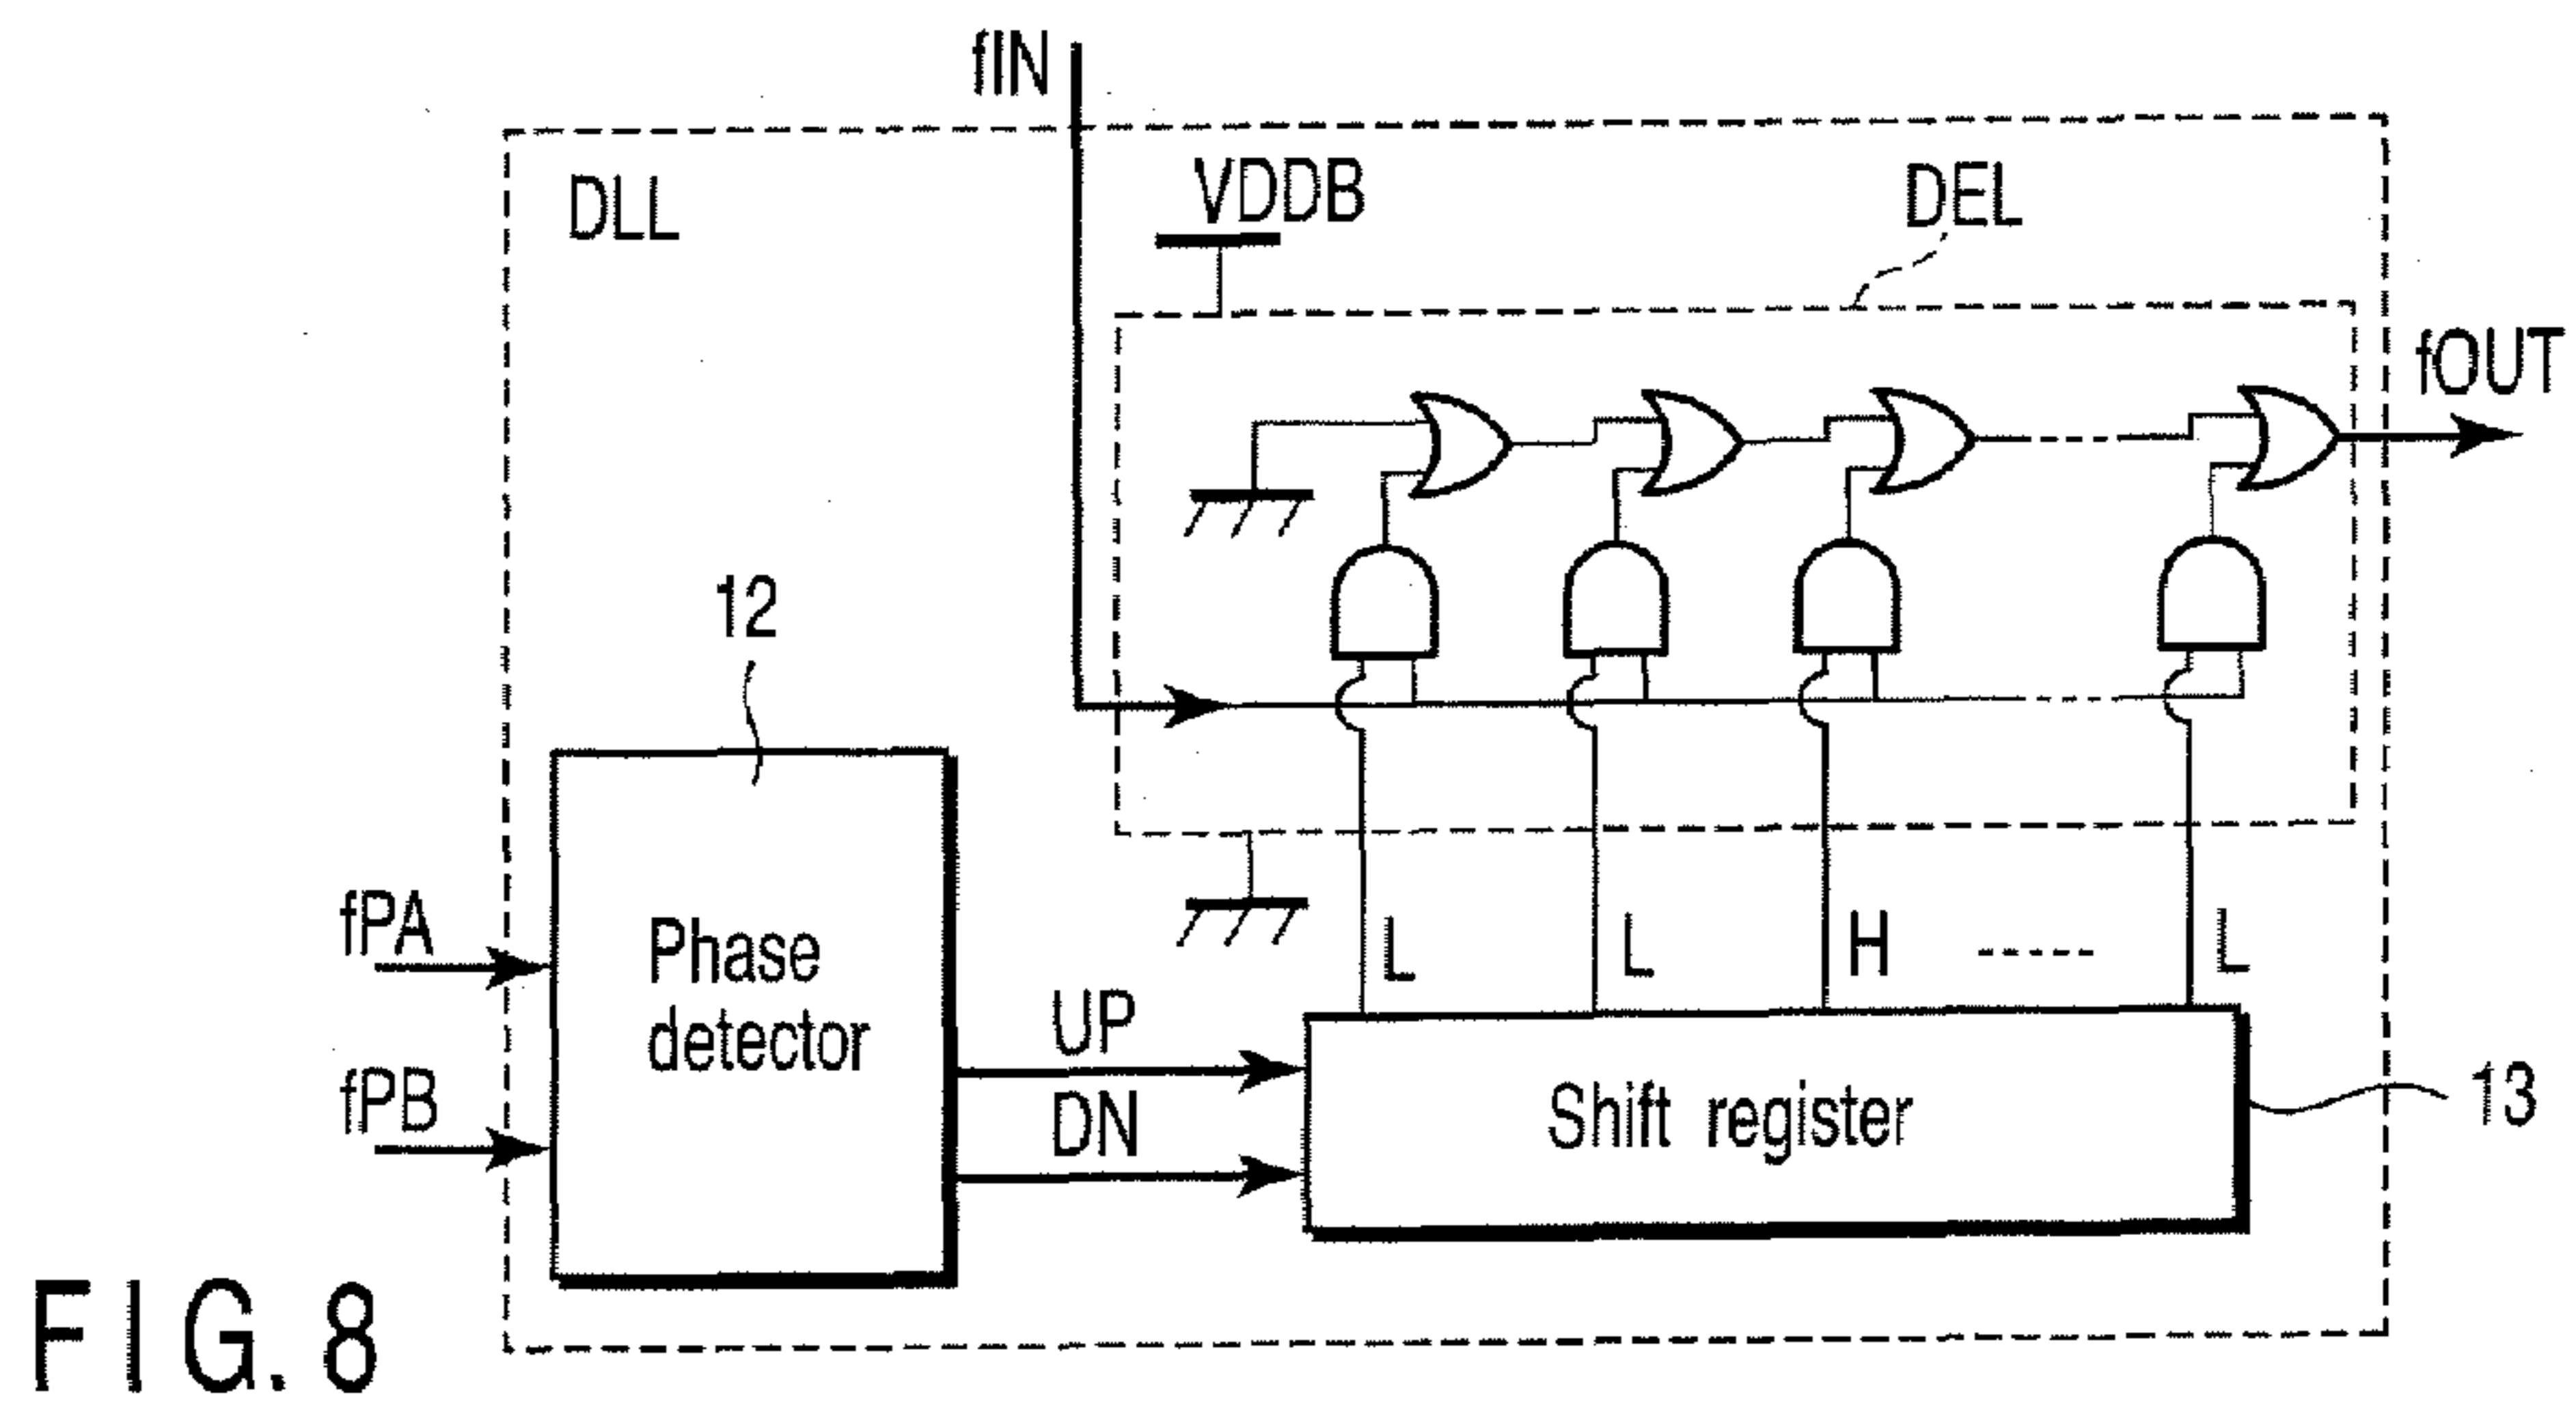 fIN
DLL
VDDB
DEL
fOUT
12
fPA
fPB
Phase
detector
UP
DN
L L H ----- L
Shift register
13
FIG. 8